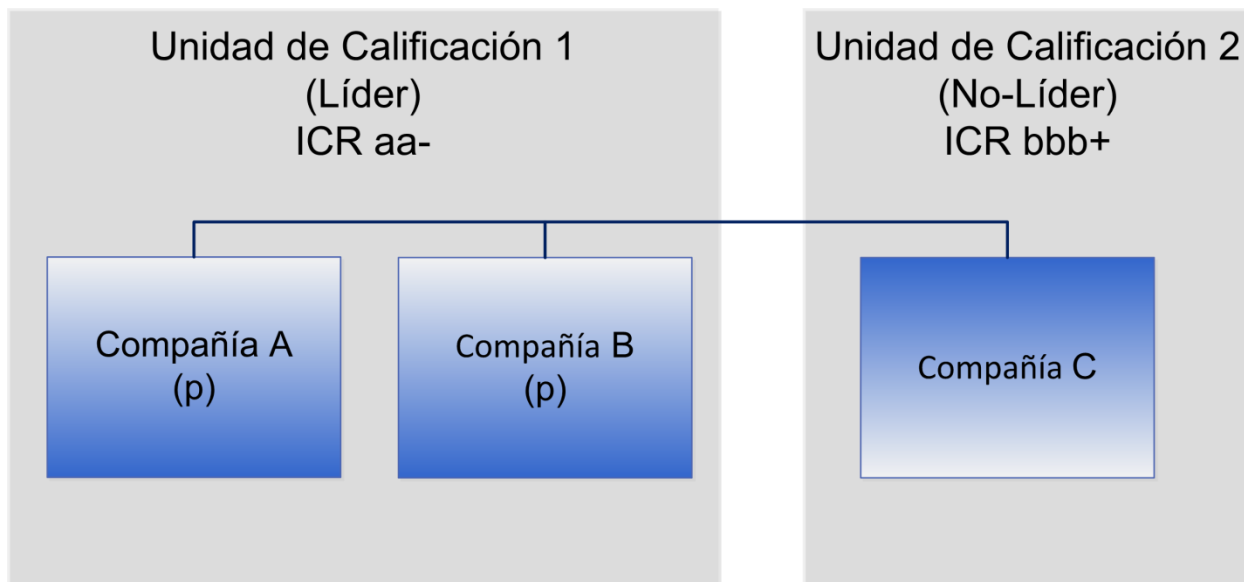 Unidad de Calificación 1
(Líder)
ICR aa-
Unidad de Calificación 2
(No-Líder)
ICR bbb+
Compañía A
(p)
Compañía B
(p)
Compañía C